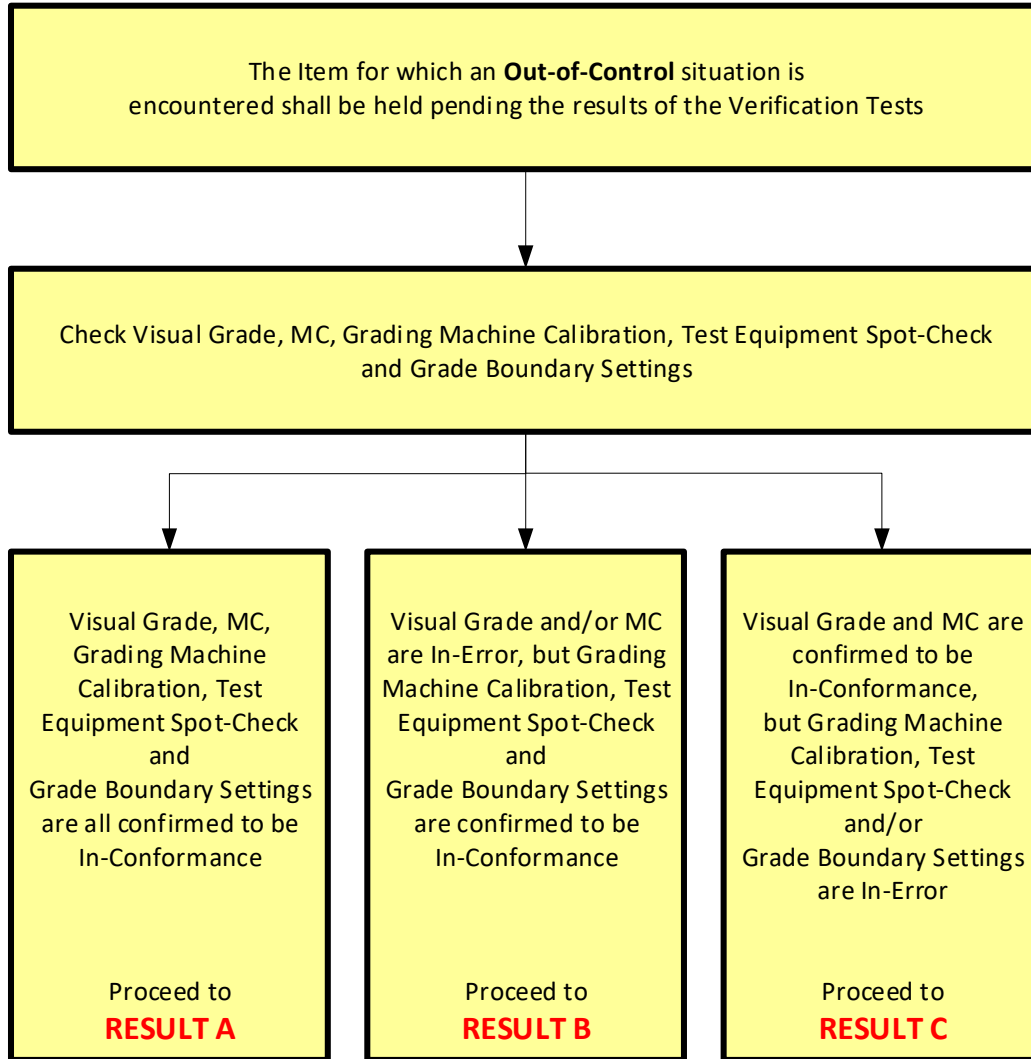 The Item for which an Out-of-Control situation is
encountered shall be held pending the results of the Verification Tests
Check Visual Grade, MC, Grading Machine Calibration, Test Equipment Spot-Check
and Grade Boundary Settings
Visual Grade, MC,
Grading Machine
Calibration, Test
Equipment Spot-Check
and
Grade Boundary Settings
are all confirmed to be
In-Conformance
Proceed to
RESULT A
Visual Grade and/or MC
are In-Error, but Grading
Machine Calibration, Test
Equipment Spot-Check
and
Grade Boundary Settings
are confirmed to be
In-Conformance
Proceed to
RESULT B
Visual Grade and MC are
confirmed to be
In-Conformance,
but Grading Machine
Calibration, Test
Equipment Spot-Check
and/or
Grade Boundary Settings
are In-Error
Proceed to
RESULT C